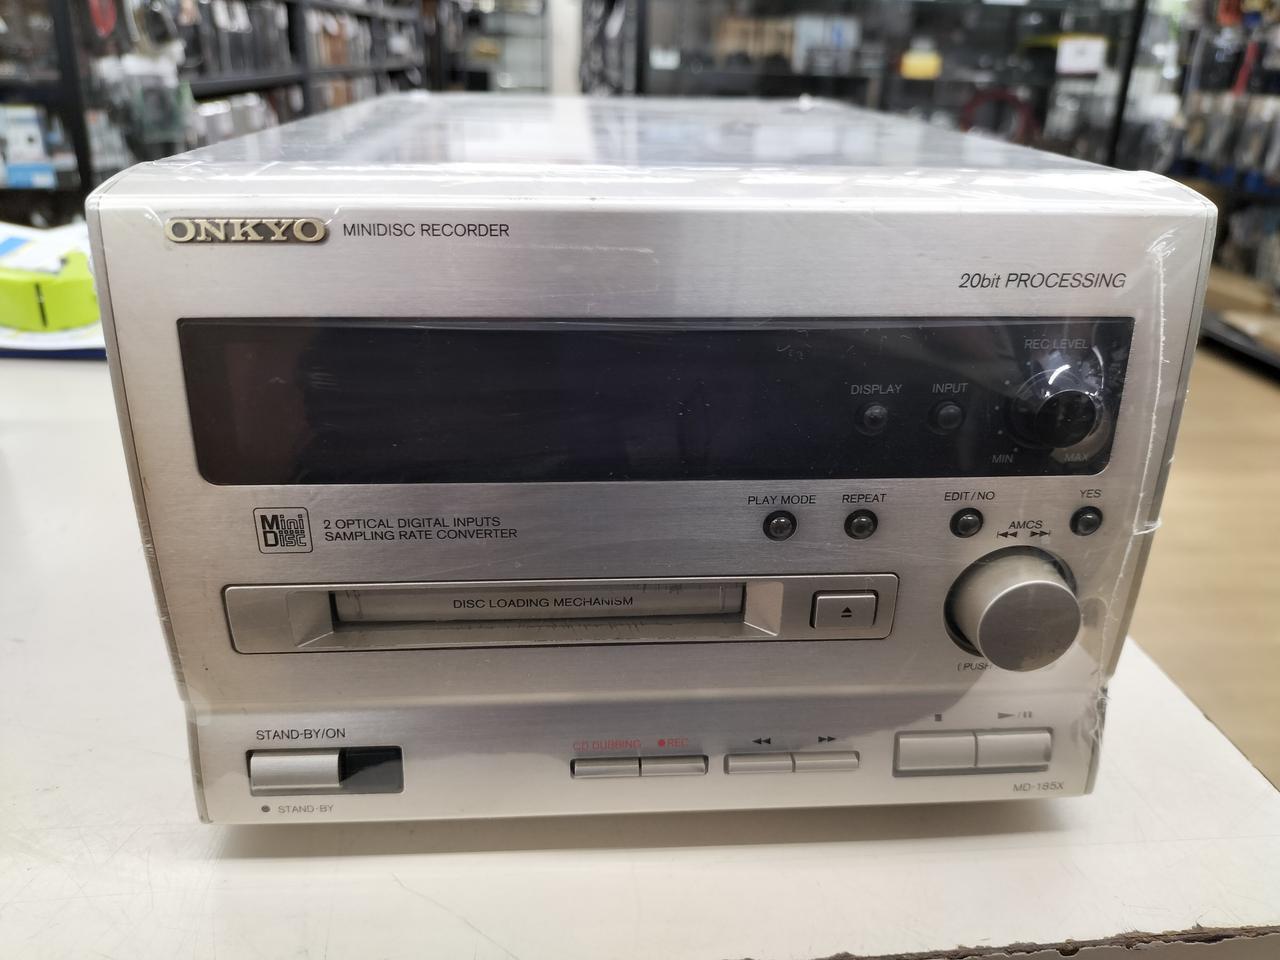 ONKYO MINIDISC RECORDER
20bit PROCESSING
REC LEVEL
DISPLAY INPUT
MIN MAX
PLAY MODE REPEAT EDIT/NO YES
Mini Disc
2 OPTICAL DIGITAL INPUTS
SAMPLING RATE CONVERTER
AMCS
DISC LOADING MECHANISM
(PUSH
STAND-BY/ON
CD DUBBING ●REC
STAND-BY
MD-185X